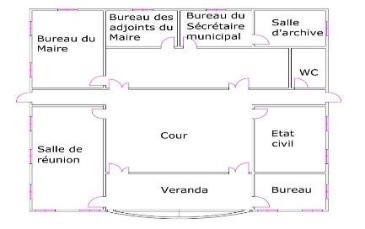 Bureau du
Maire
Bureau des
adjoints du
Maire
Bureau du
Sécrétaire
municipal
Salle
d'archive
WC
Salle de
réunion
Cour
Etat
civil
Veranda
Bureau